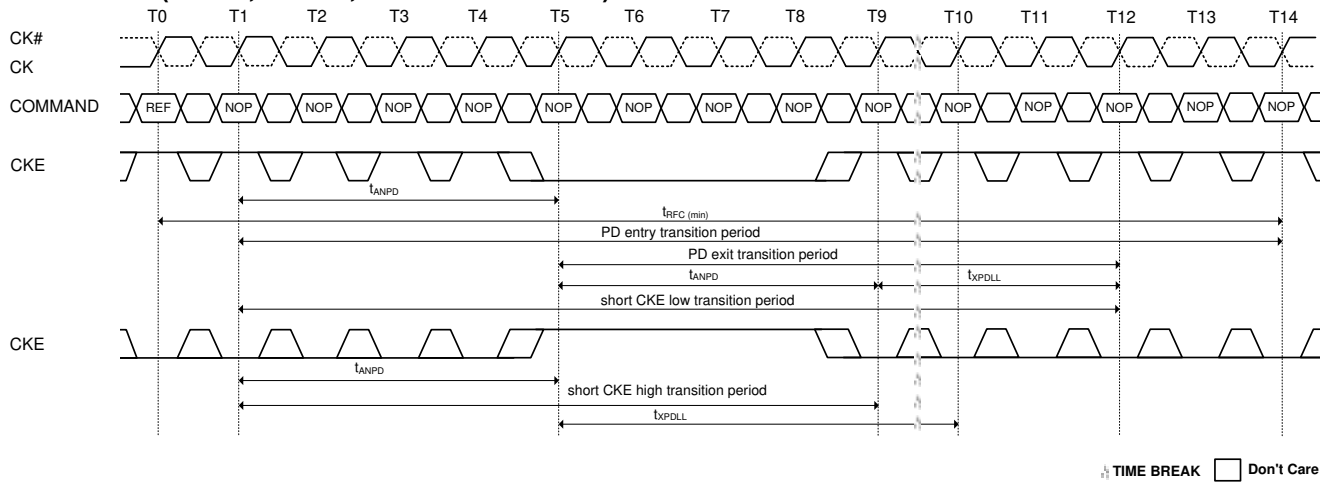 T0 T1 T2 T3 T4 T5 T6 T7 T8 T9 T10 T11 T12 T13 T14
CK#
CK
COMMAND REF NOP NOP NOP NOP NOP NOP NOP NOP NOP NOP NOP NOP NOP NOP
CKE
tANPD
tRFC (min)
PD entry transition period
PD exit transition period
tANPD tXPDLL
short CKE low transition period
CKE
tANPD
short CKE high transition period
tXPDLL
TIME BREAK Don't Care